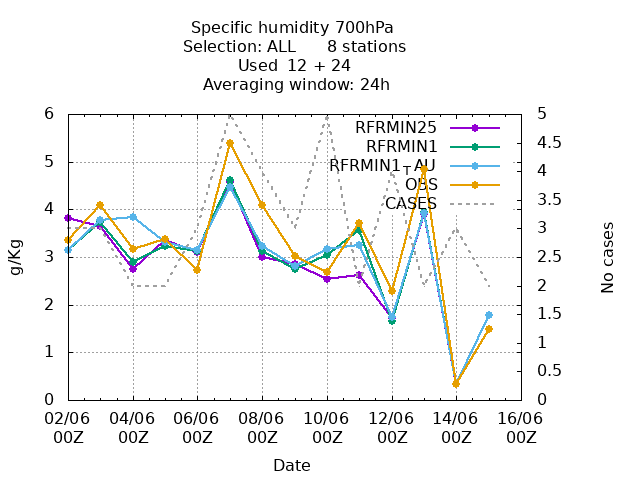 Specific humidity 700hPa
Selection: ALL      8 stations
Used  12 + 24
Averaging window: 24h
RFRMIN25
RFRMIN1
RFRMIN1_AU
OBS
CASES
g/Kg
6
5
4
3
2
1
0
5
4.5
4
3.5
3
2.5
2
1.5
1
0.5
0
No cases
02/06 04/06 06/06 08/06 10/06 12/06 14/06 16/06
00Z 00Z 00Z 00Z 00Z 00Z 00Z 00Z
Date